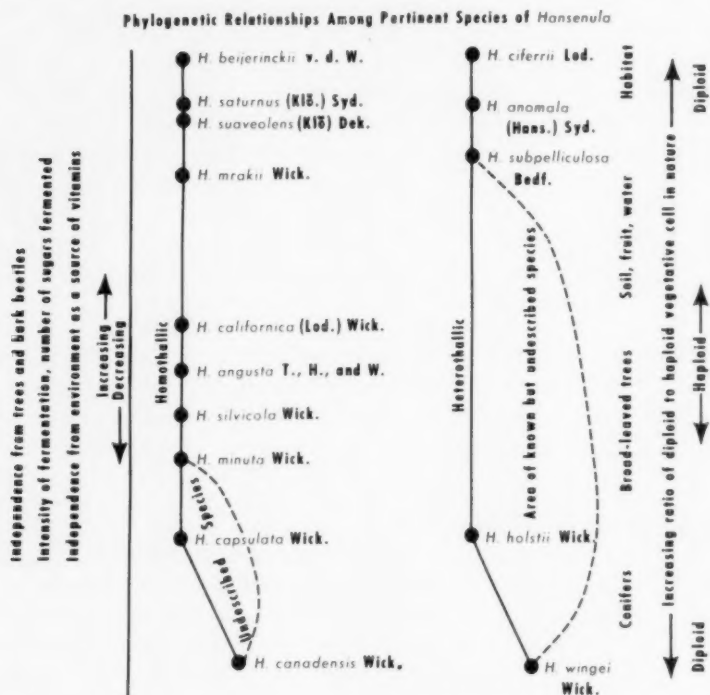 Phylogenetic Relationships Among Pertinent Species of Hansenula
Independence from trees and bark beetles
Intensity of fermentation, number of sugars fermented
Independence from environment as a source of vitamins
Increasing
Decreasing
Homothallic
H. beijerinckii v. d. W.
H. saturnus (Klö.) Syd.
H. suaveolens (Klö) Dek.
H. mrakii Wick.
H. californica (Lod.) Wick.
H. angusta T., H., and W.
H. silvicola Wick.
H. minuta Wick.
H. capsulata Wick.
H. canadensis Wick.
Undescribed Species
Heterothallic
H. ciferrii Lod.
H. anomala
(Hans.) Syd.
H. subpelliculosa
Bedf.
H. holstii Wick.
H. wingei
Wick.
Area of known but undescribed species
Habitat
Soil, fruit, water
Broad-leaved trees
Conifers
Increasing ratio of diploid to haploid vegetative cell in nature
Diploid
Haploid
Diploid